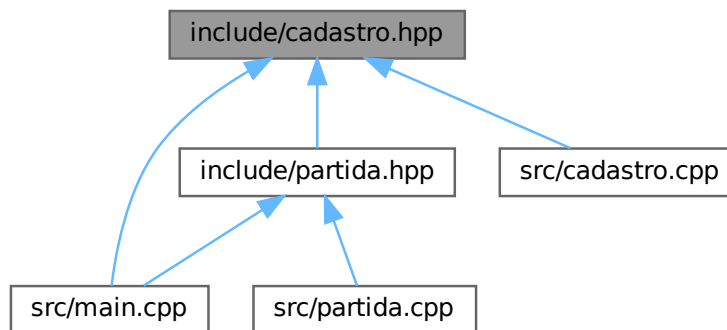 include/cadastro.hpp
include/partida.hpp
src/cadastro.cpp
src/main.cpp
src/partida.cpp